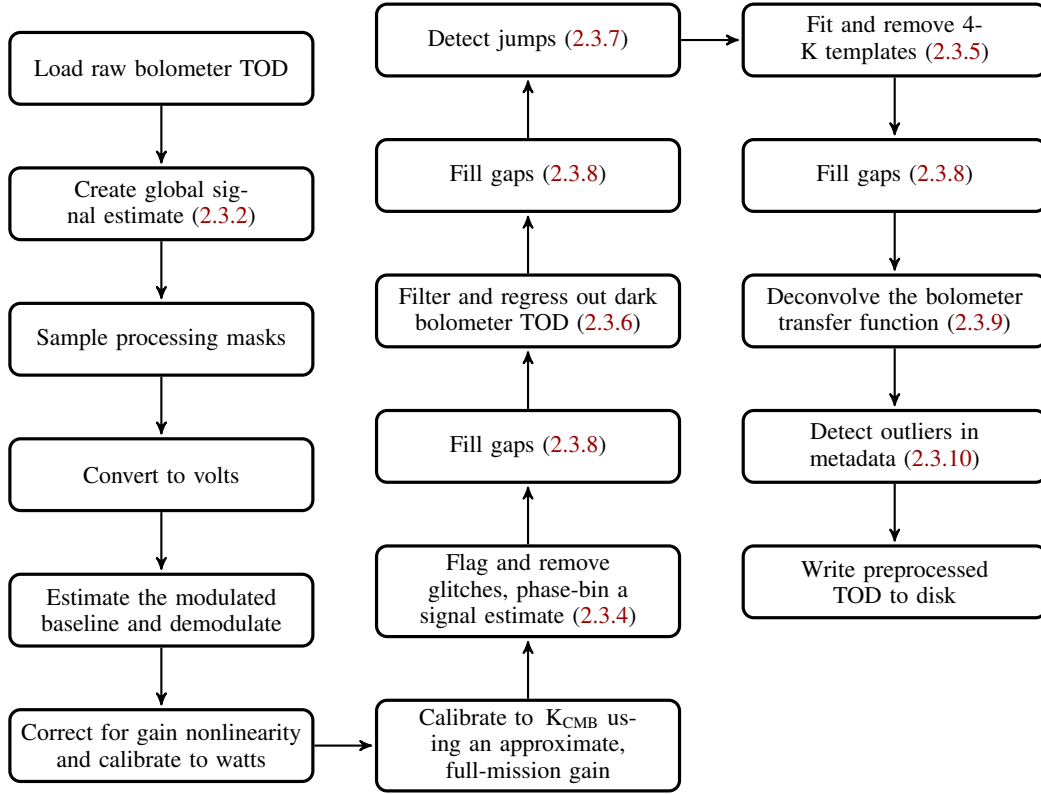 Load raw bolometer TOD
Create global sig-
nal estimate (2.3.2)
Sample processing masks
Convert to volts
Estimate the modulated
baseline and demodulate
Correct for gain nonlinearity
and calibrate to watts
Calibrate to K_CMB us-
ing an approximate,
full-mission gain
Flag and remove
glitches, phase-bin a
signal estimate (2.3.4)
Fill gaps (2.3.8)
Filter and regress out dark
bolometer TOD (2.3.6)
Fill gaps (2.3.8)
Detect jumps (2.3.7)
Fit and remove 4-
K templates (2.3.5)
Fill gaps (2.3.8)
Deconvolve the bolometer
transfer function (2.3.9)
Detect outliers in
metadata (2.3.10)
Write preprocessed
TOD to disk